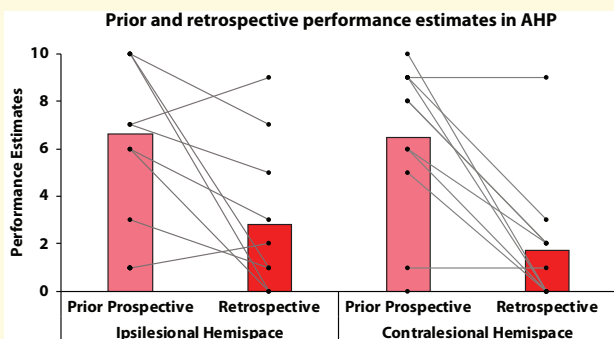 Prior and retrospective performance estimates in AHP
Performance Estimates
10
8
6
4
2
0
Prior Prospective Retrospective Prior Prospective Retrospective
Ipsilesional Hemispace Contralesional Hemispace